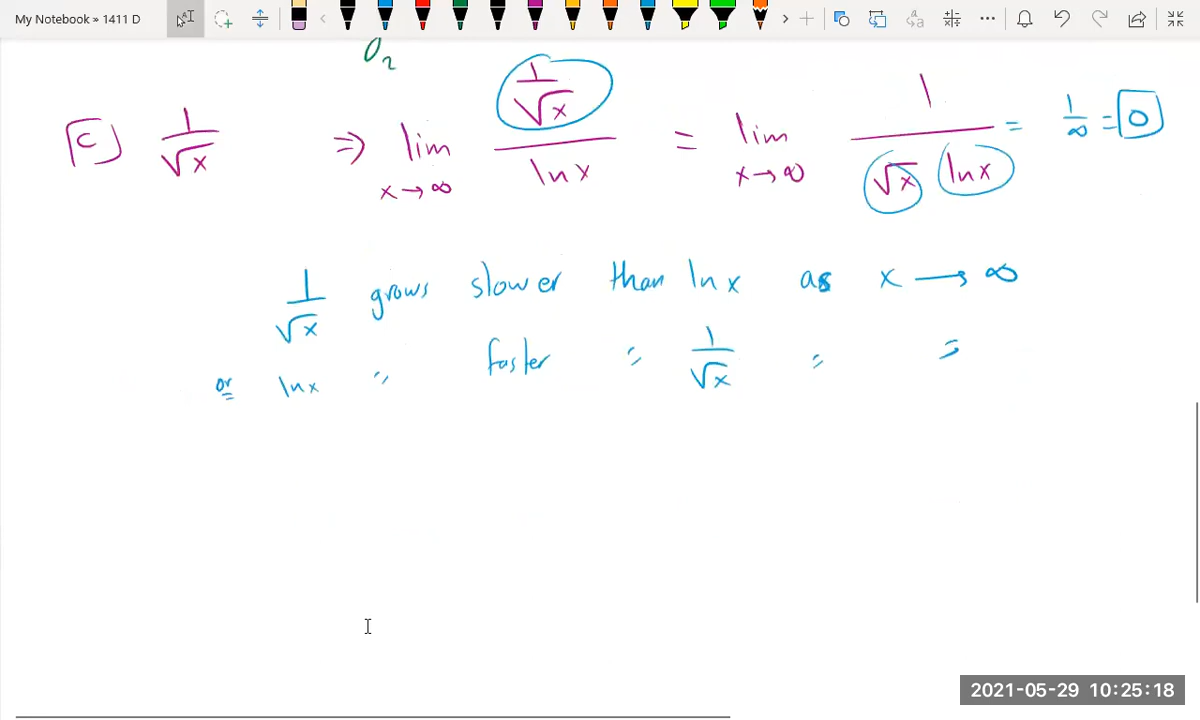 My Notebook » 1411 D
0₂
[C] 1/√x ⇒ lim x→∞ (1/√x)/(ln x) = lim x→∞ 1/(√x ln x) = 1/∞ = 0
1/√x grows slower than ln x as x → ∞
or ln x " faster " 1/√x " "
2021-05-29 10:25:18